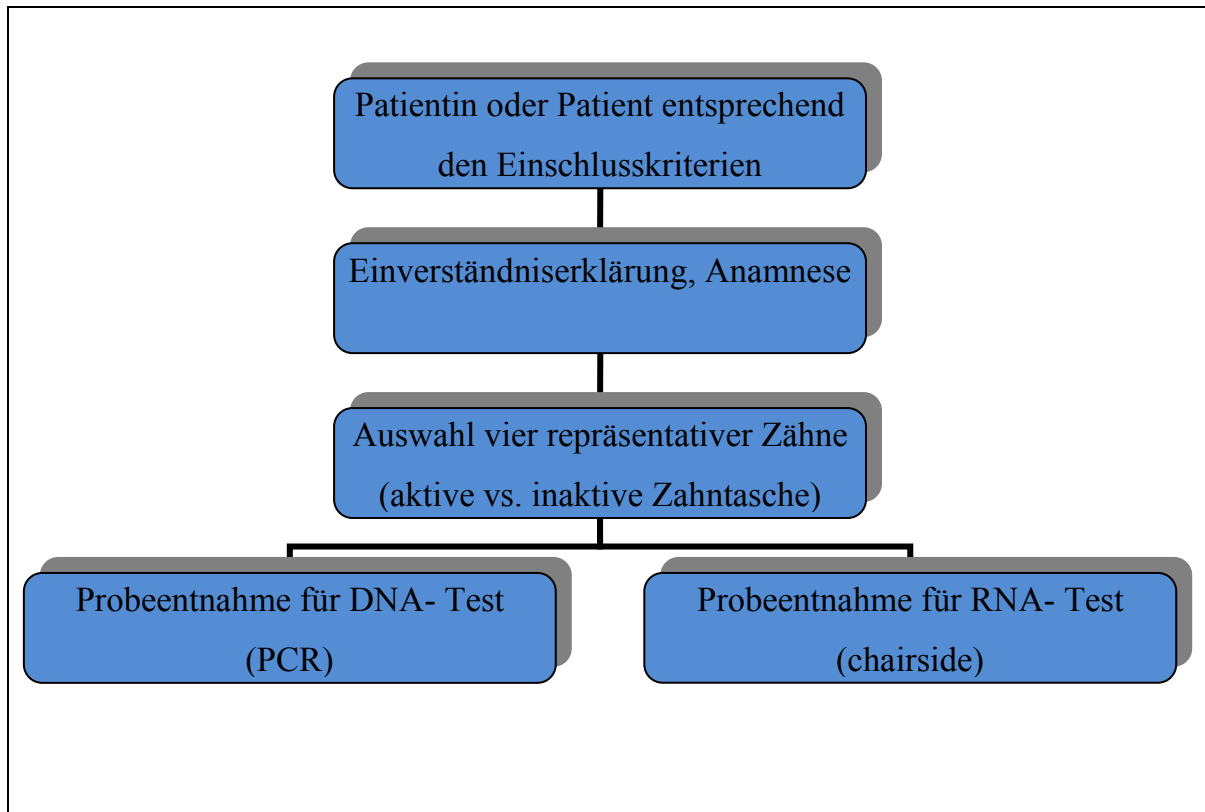 Patientin oder Patient entsprechend
den Einschlusskriterien
Einverständniserklärung, Anamnese
Auswahl vier repräsentativer Zähne
(aktive vs. inaktive Zahntasche)
Probeentnahme für DNA- Test
(PCR)
Probeentnahme für RNA- Test
(chairside)